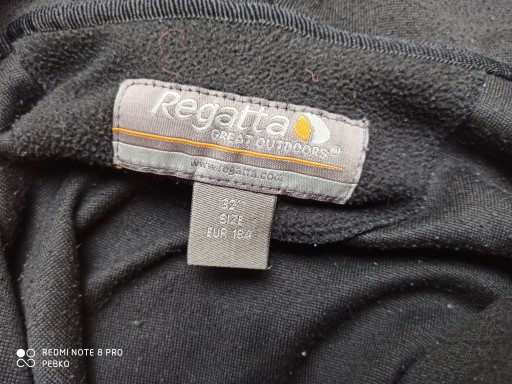 Regatta
GREAT OUTDOORS
www.regatta.com
32"
SIZE
EUR 164
REDMI NOTE 8 PRO
PEBKO